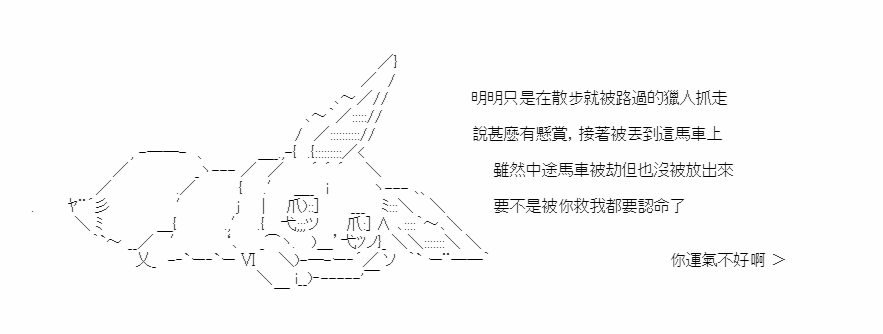 明明只是在散步就被路過的獵人抓走
說甚麼有懸賞，接著被丟到這馬車上
雖然中途馬車被劫但也沒被放出來
要不是被你救我都要認命了
你運氣不好啊 ＞